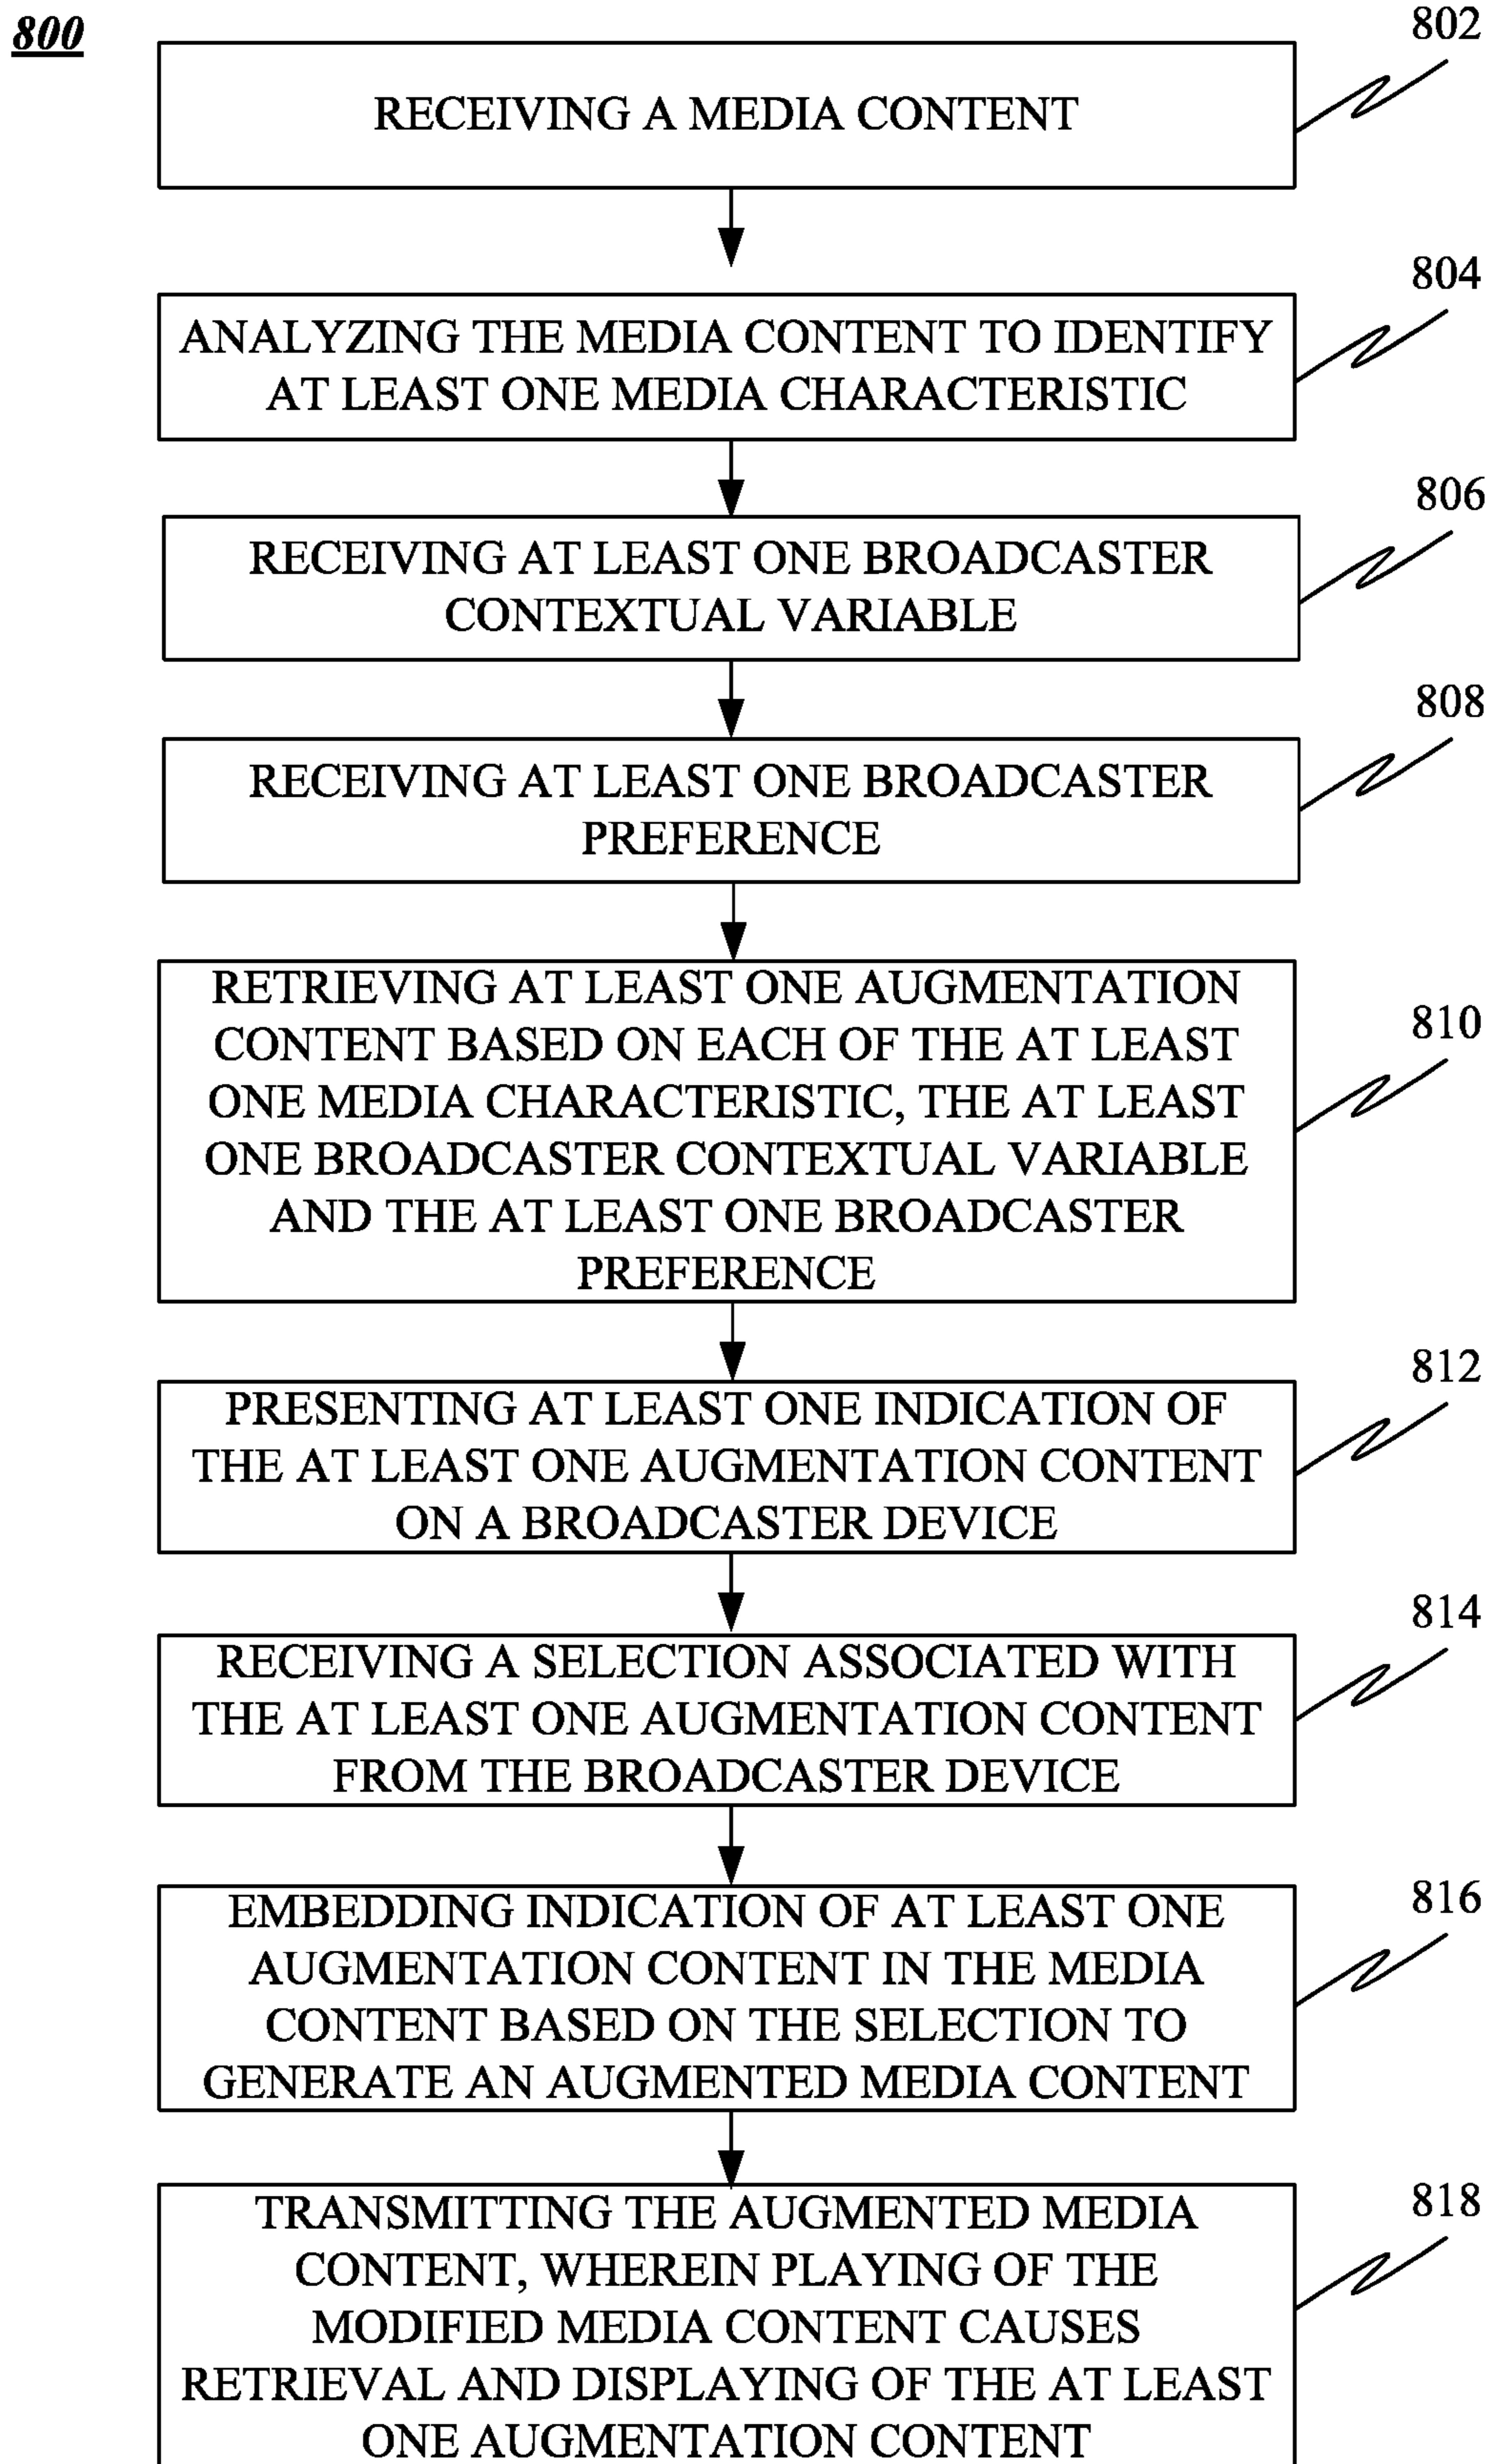 800
802
RECEIVING A MEDIA CONTENT
804
ANALYZING THE MEDIA CONTENT TO IDENTIFY
AT LEAST ONE MEDIA CHARACTERISTIC
806
RECEIVING AT LEAST ONE BROADCASTER
CONTEXTUAL VARIABLE
808
RECEIVING AT LEAST ONE BROADCASTER
PREFERENCE
810
RETRIEVING AT LEAST ONE AUGMENTATION
CONTENT BASED ON EACH OF THE AT LEAST
ONE MEDIA CHARACTERISTIC, THE AT LEAST
ONE BROADCASTER CONTEXTUAL VARIABLE
AND THE AT LEAST ONE BROADCASTER
PREFERENCE
812
PRESENTING AT LEAST ONE INDICATION OF
THE AT LEAST ONE AUGMENTATION CONTENT
ON A BROADCASTER DEVICE
814
RECEIVING A SELECTION ASSOCIATED WITH
THE AT LEAST ONE AUGMENTATION CONTENT
FROM THE BROADCASTER DEVICE
816
EMBEDDING INDICATION OF AT LEAST ONE
AUGMENTATION CONTENT IN THE MEDIA
CONTENT BASED ON THE SELECTION TO
GENERATE AN AUGMENTED MEDIA CONTENT
818
TRANSMITTING THE AUGMENTED MEDIA
CONTENT, WHEREIN PLAYING OF THE
MODIFIED MEDIA CONTENT CAUSES
RETRIEVAL AND DISPLAYING OF THE AT LEAST
ONE AUGMENTATION CONTENT